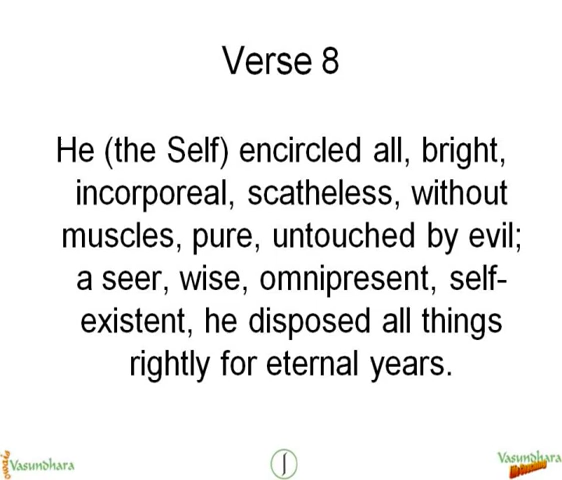 Verse 8
He (the Self) encircled all, bright,
incorporeal, scatheless, without
muscles, pure, untouched by evil;
a seer, wise, omnipresent, self-
existent, he disposed all things
rightly for eternal years.
Vasundhara
Vasundhara